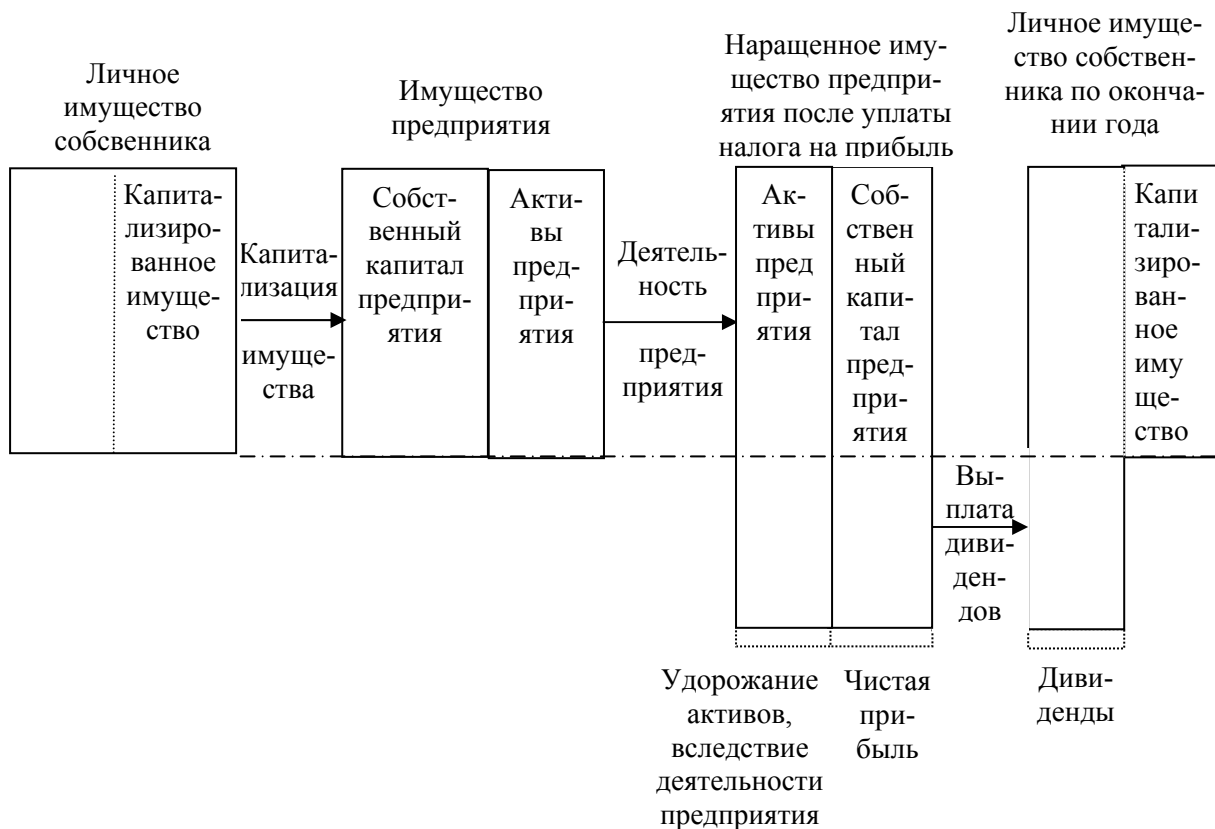 Личное
имущество
собсвенника
Имущество
предприятия
Наращенное иму-
щество предпри-
ятия после уплаты
налога на прибыль
Личное имуще-
ство собствен-
ника по оконча-
нии года
Капита-
лизиро-
ванное
имуще-
ство
Капита-
лизация
имуще-
ства
Собст-
венный
капитал
предпри-
ятия
Акти-
вы
пред-
при-
ятия
Деятель-
ность
пред-
приятия
Ак-
тивы
пред
при-
ятия
Соб-
ствен
ный
капи-
тал
пред-
при-
ятия
Вы-
плата
диви-
ден-
дов
Капи
тали-
зиро-
ван-
ное
иму
ще-
ство
Удорожание
активов,
вследствие
деятельности
предприятия
Чистая
при-
быль
Диви-
денды